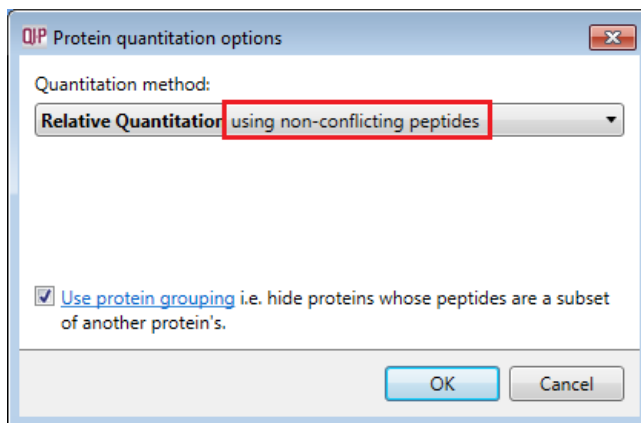 QIP Protein quantitation options
Quantitation method:
Relative Quantitation using non-conflicting peptides
Use protein grouping i.e. hide proteins whose peptides are a subset
of another protein's.
OK Cancel